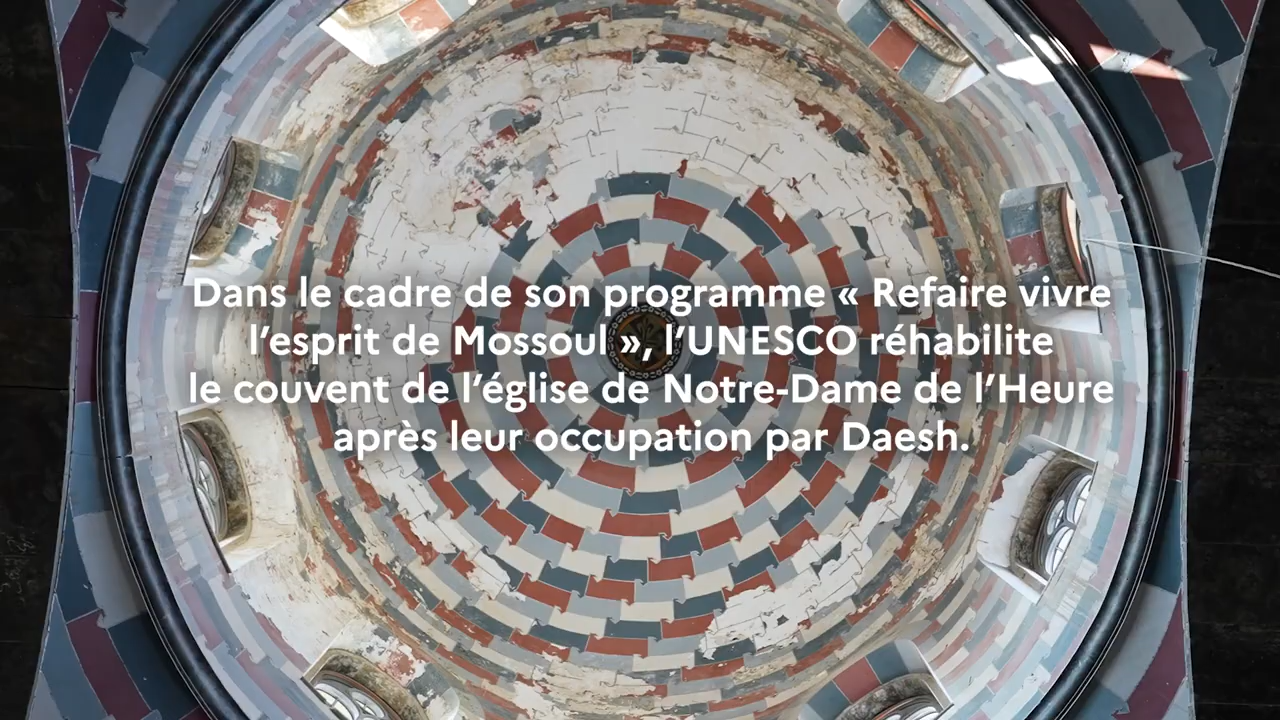 Dans le cadre de son programme « Refaire vivre
l’esprit de Mossoul », l’UNESCO réhabilite
le couvent de l’église de Notre-Dame de l’Heure
après leur occupation par Daesh.